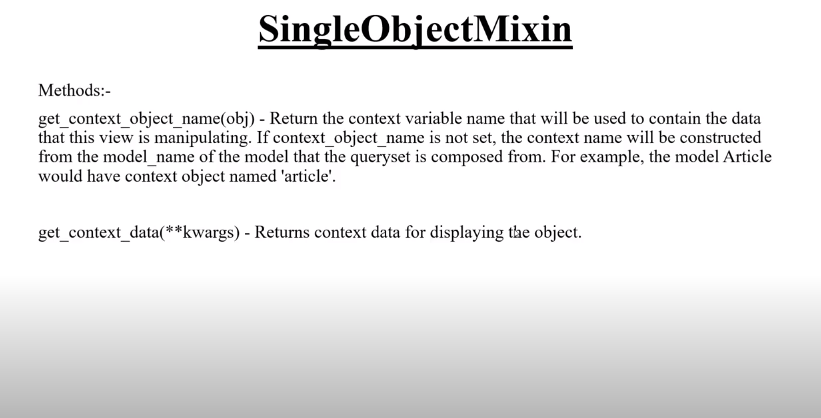 SingleObjectMixin
Methods:-
get_context_object_name(obj) - Return the context variable name that will be used to contain the data
that this view is manipulating. If context_object_name is not set, the context name will be constructed
from the model_name of the model that the queryset is composed from. For example, the model Article
would have context object named 'article'.
get_context_data(**kwargs) - Returns context data for displaying the object.